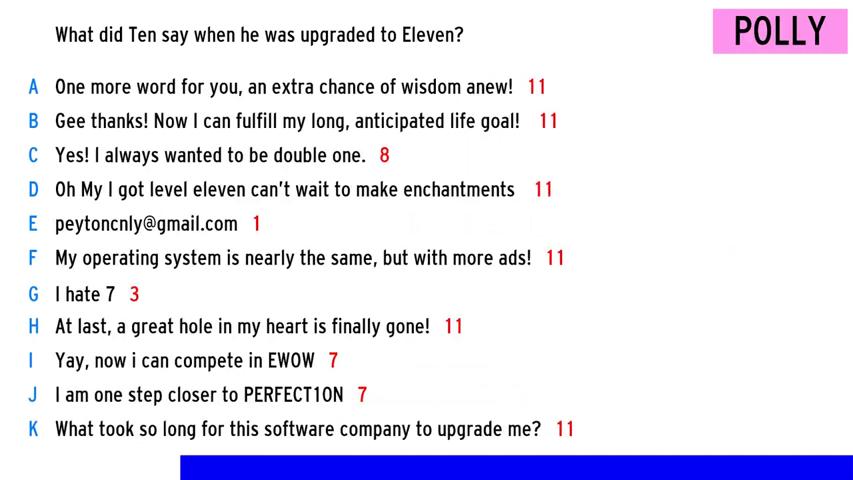 What did Ten say when he was upgraded to Eleven?
POLLY
A One more word for you, an extra chance of wisdom anew! 11
B Gee thanks! Now I can fulfill my long, anticipated life goal! 11
C Yes! I always wanted to be double one. 8
D Oh My I got level eleven can't wait to make enchantments 11
E peytoncnly@gmail.com 1
F My operating system is nearly the same, but with more ads! 11
G I hate 7 3
H At last, a great hole in my heart is finally gone! 11
I Yay, now i can compete in EWOW 7
J I am one step closer to PERFECT10N 7
K What took so long for this software company to upgrade me? 11